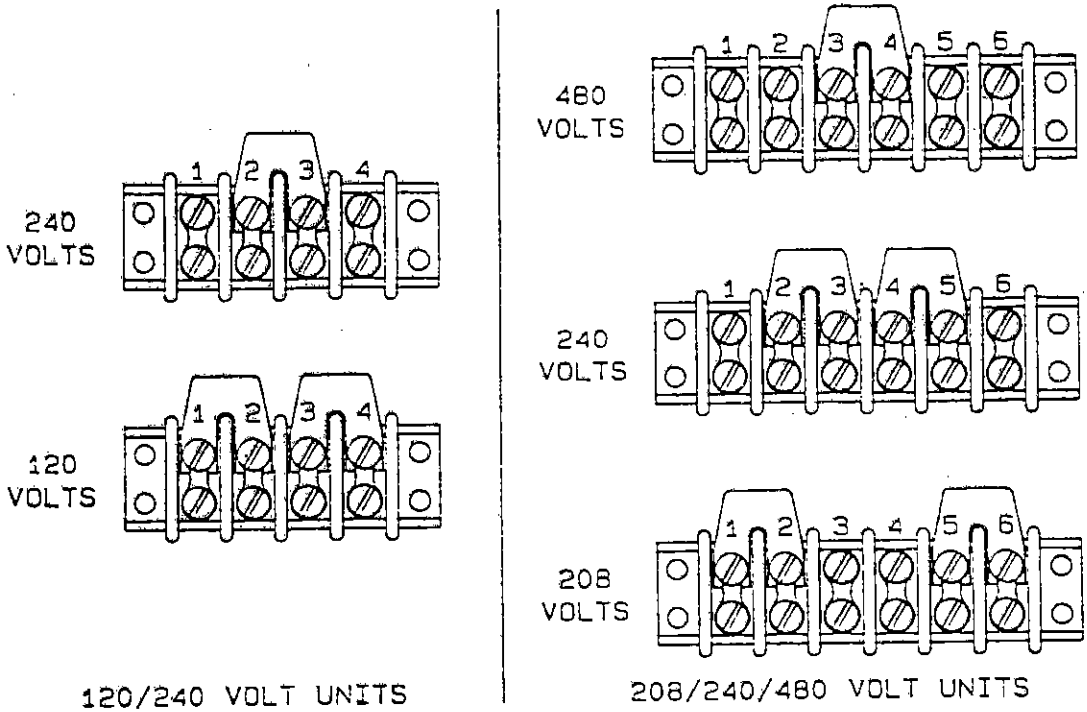 240
VOLTS
1 2 3 4
120
VOLTS
1 2 3 4
120/240 VOLT UNITS
480
VOLTS
1 2 3 4 5 6
240
VOLTS
1 2 3 4 5 6
208
VOLTS
1 2 3 4 5 6
208/240/480 VOLT UNITS